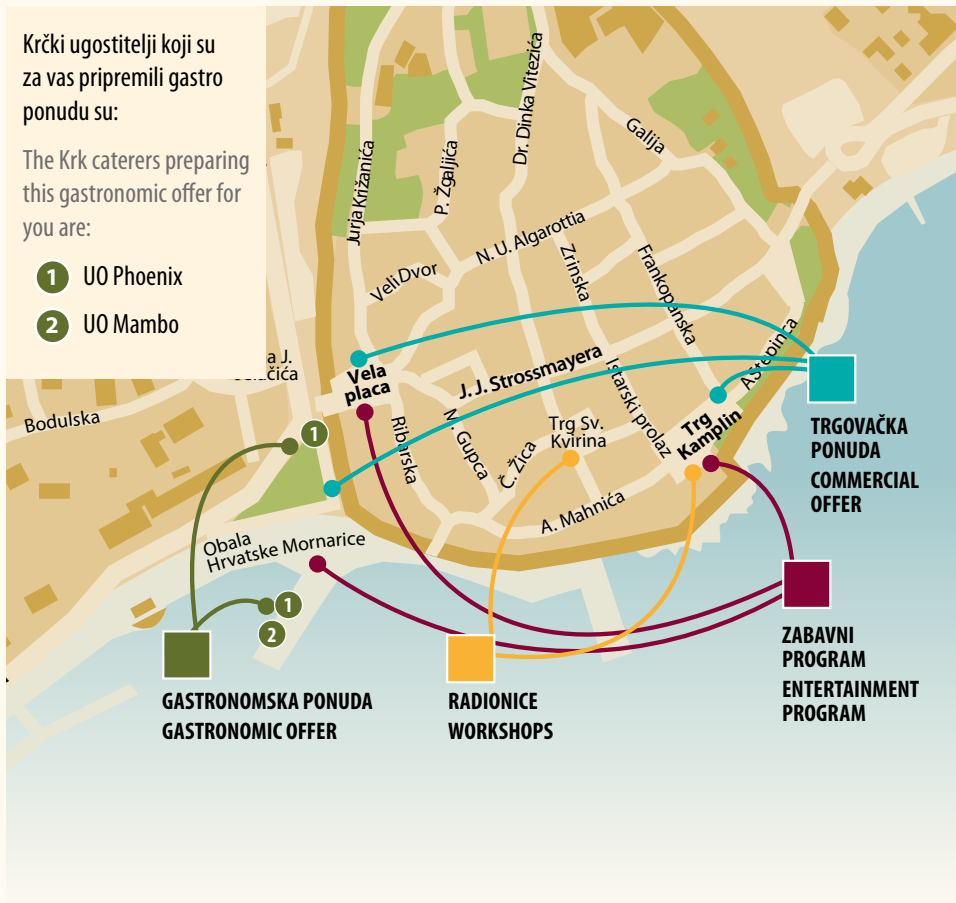 Krčki ugostitelji koji su
za vas pripremili gastro
ponudu su:
The Krk caterers preparing
this gastronomic offer for
you are:
1 UO Phoenix
2 UO Mambo
Jurja Križanića
P. Žgaljića
Dr. Dinka Vitezića
Galija
Veli Dvor
N. U. Algarottia
Zrinska
Frankopanska
A Štepinca
a J.
Bodulska
Vela
placa
J. J. Strossmayera
Istarski prolaz
Trg
Kamplin
Ribarska
M. Gupca
Č. Žica
Trg Sv.
Kvirina
A. Mahnića
1
Obala
Hrvatske Mornarice
1
2
TRGOVAČKA
PONUDA
COMMERCIAL
OFFER
ZABAVNI
PROGRAM
ENTERTAINMENT
PROGRAM
GASTRONOMSKA PONUDA
GASTRONOMIC OFFER
RADIONICE
WORKSHOPS